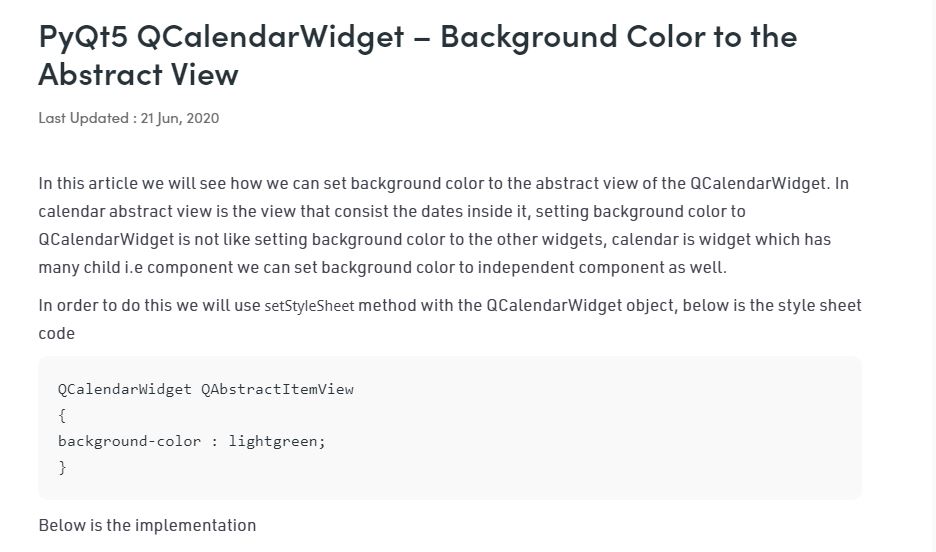 PyQt5 QCalendarWidget – Background Color to the
Abstract View
Last Updated : 21 Jun, 2020
In this article we will see how we can set background color to the abstract view of the QCalendarWidget. In
calendar abstract view is the view that consist the dates inside it, setting background color to
QCalendarWidget is not like setting background color to the other widgets, calendar is widget which has
many child i.e component we can set background color to independent component as well.
In order to do this we will use setStyleSheet method with the QCalendarWidget object, below is the style sheet
code
QCalendarWidget QAbstractItemView
{
background-color : lightgreen;
}
Below is the implementation